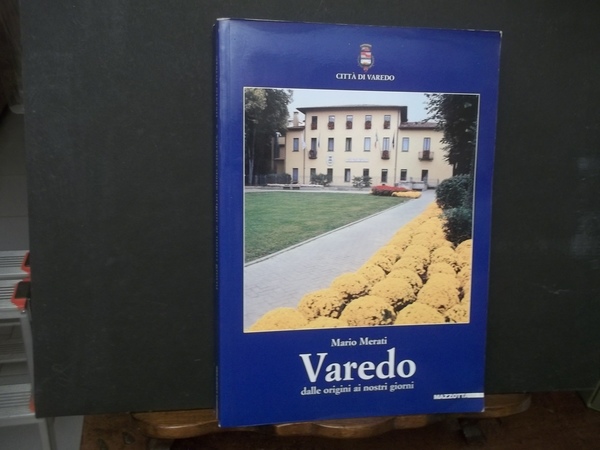 CITTÀ DI VAREDO
Mario Merati
Varedo
dalle origini ai nostri giorni
MAZZOTTA